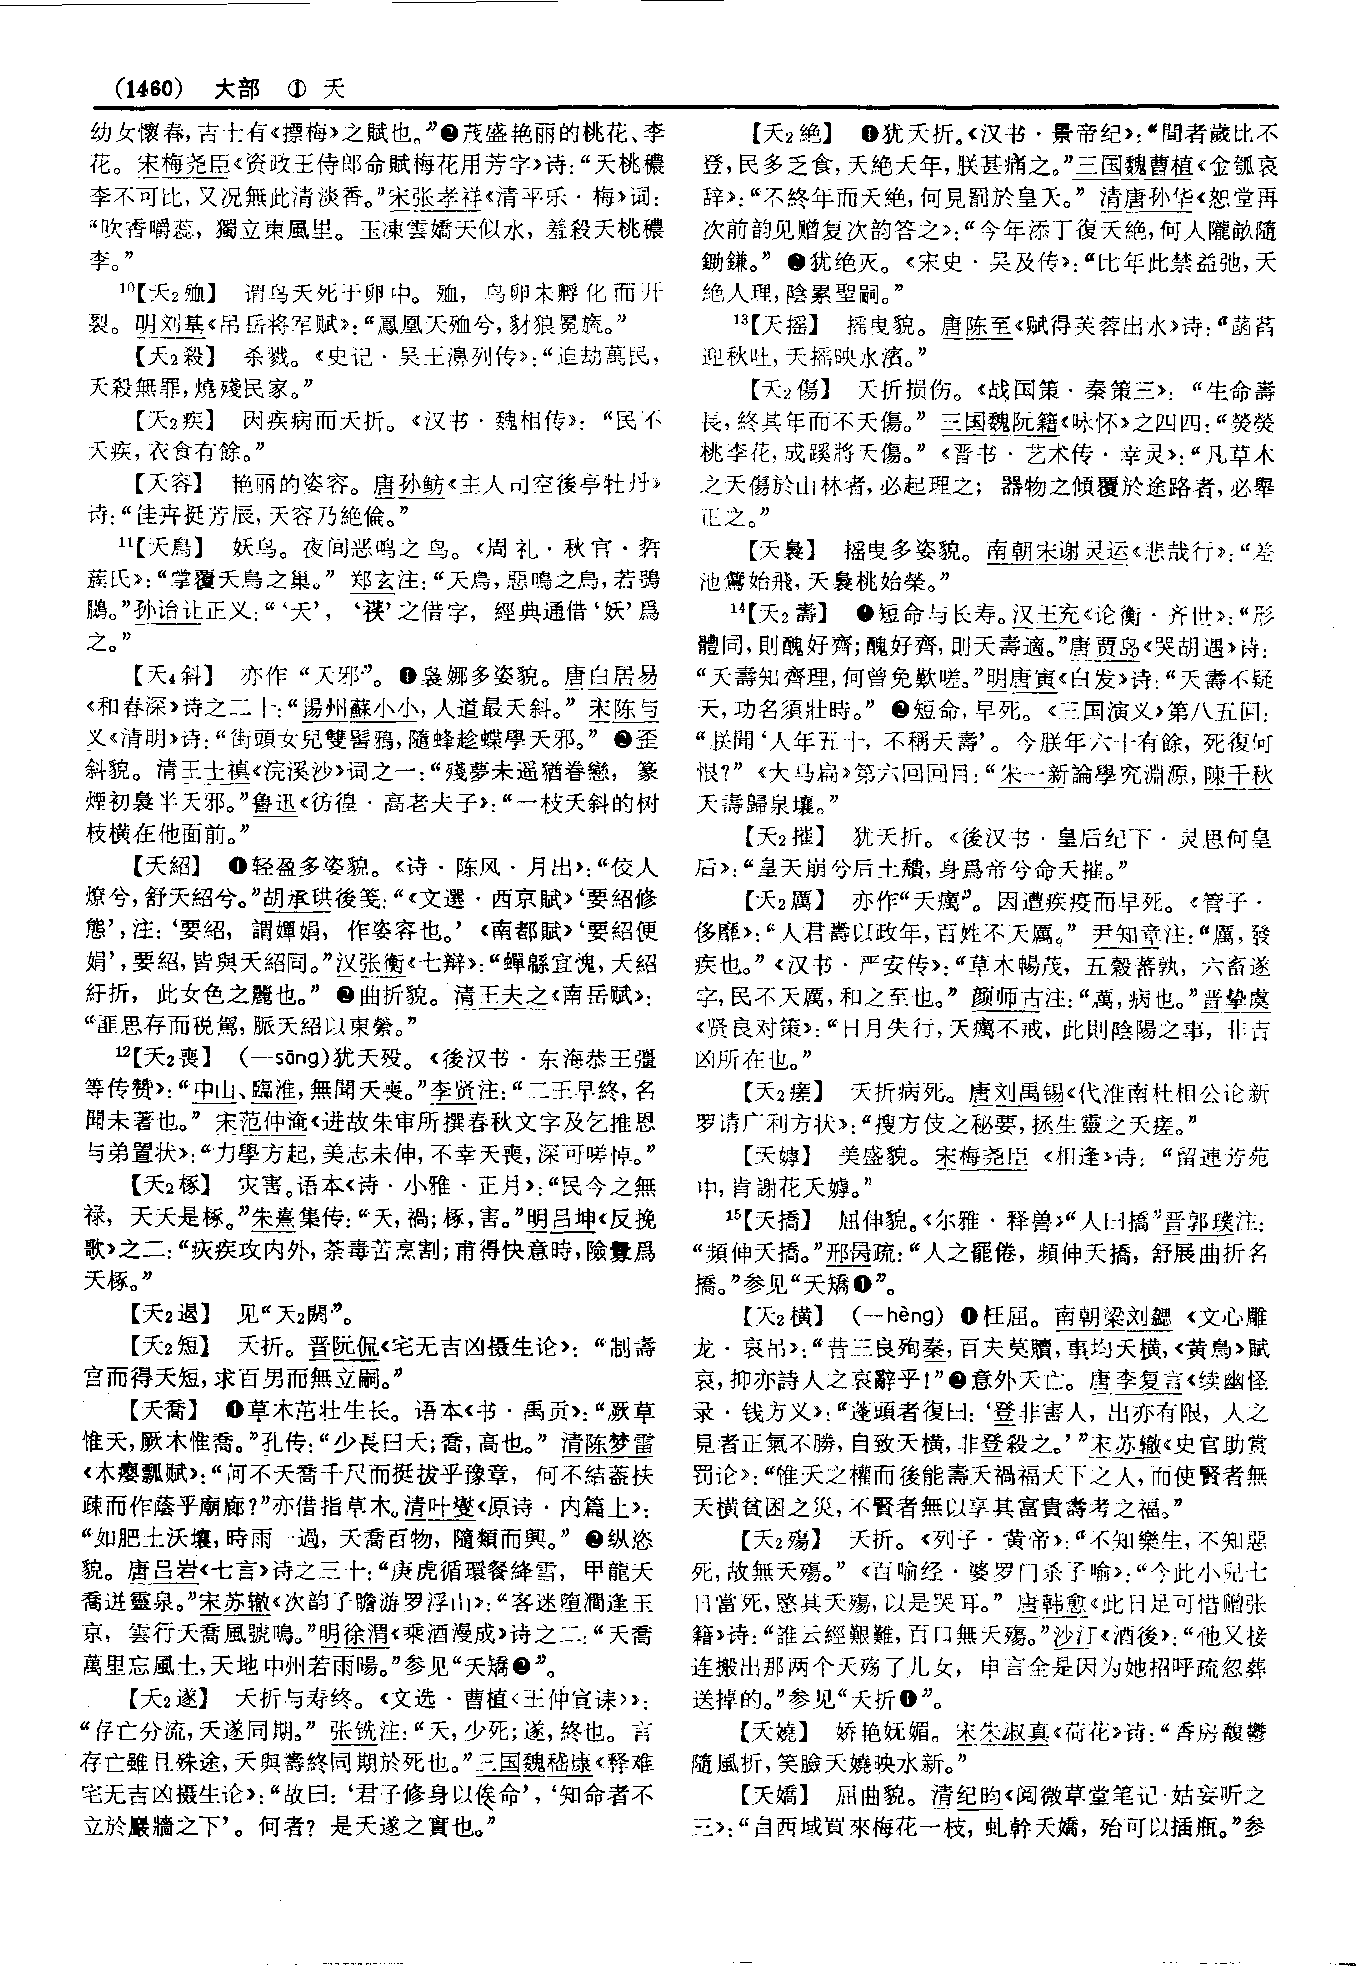 （1460） 大部 ① 夭
幼女懷春，吉士有《摽梅》之賦也。”❷茂盛艳丽的桃花、李
花。宋梅尧臣《资政王侍郎命賦梅花用芳字》诗：“夭桃穠
李不可比，又况無此清淡香。”宋张孝祥《清平乐·梅》词：
“吹香嚼蕊，獨立東風里。玉凍雲嬌天似水，羞殺夭桃穠
李。”
¹⁰【夭₂殈】 谓鸟夭死于卵中。殈，鸟卵未孵化而开
裂。明刘基《吊岳将军赋》：“鳳凰夭殈兮，豺狼冕旒。”
【夭₂殺】 杀戮。《史记·吴王濞列传》：“迫劫萬民，
夭殺無罪，燒殘民家。”
【夭₂疾】 因疾病而夭折。《汉书·魏相传》：“民不
夭疾，衣食有餘。”
【夭容】 艳丽的姿容。唐孙鲂《主人司空後亭牡丹》
诗：“佳卉挺芳辰，夭容乃絶倫。”
¹¹【夭鳥】 妖鸟。夜间恶鸣之鸟。《周礼·秋官·硩
蔟氏》：“掌覆夭鳥之巢。”郑玄注：“夭鳥，惡鳴之鳥，若鴞
鵩。”孙诒让正义：“‘夭’，‘䄏’之借字，經典通借‘妖’爲
之。”
【夭₄斜】 亦作“夭邪”。❶袅娜多姿貌。唐白居易
《和春深》诗之二十：“揚州蘇小小，人道最夭斜。”宋陈与
义《清明》诗：“街頭女兒雙髻鴉，隨蜂趁蝶學夭邪。”❷歪
斜貌。清王士禛《浣溪沙》词之一：“殘夢未遥猶眷戀，篆
煙初裊半夭邪。”鲁迅《彷徨·高老夫子》：“一枝夭斜的树
枝横在他面前。”
【夭紹】 ❶轻盈多姿貌。《诗·陈风·月出》：“佼人
燎兮，舒夭紹兮。”胡承珙後笺：“《文選·西京賦》‘要紹修
態’，注：‘要紹，謂嬋娟，作姿容也。’《南都賦》‘要紹便
娟’，要紹，皆與夭紹同。”汉张衡《七辩》：“蟬緜宜愧，夭紹
紆折，此女色之麗也。”❷曲折貌。清王夫之《南岳赋》：
“韭思存而税駕，脈夭紹以東縈。”
¹²【夭₂喪】 （—sāng）犹夭殁。《後汉书·东海恭王彊
等传赞》：“中山、臨淮，無聞夭喪。”李贤注：“二王早終，名
聞未著也。”宋范仲淹《进故朱寀所撰春秋文字及乞推恩
与弟寘状》：“力學方起，美志未伸，不幸夭喪，深可嗟悼。”
【夭₂椓】 灾害。语本《诗·小雅·正月》：“民今之無
禄，天夭是椓。”朱熹集传：“夭，禍；椓，害。”明吕坤《反挽
歌》之二：“疢疾攻内外，荼毒苦烹割；甫得快意時，險釁爲
夭椓。”
【夭₂遏】 见“夭₂閼”。
【夭₂短】 夭折。晋阮侃《宅无吉凶摄生论》：“制壽
宫而得夭短，求百男而無立嗣。”
【夭喬】 ❶草木茁壮生长。语本《书·禹贡》：“厥草
惟夭，厥木惟喬。”孔传：“少長曰夭；喬，高也。”清陈梦雷
《木瘿瓢赋》：“河不夭喬千尺而挺拔乎豫章，何不結蓊扶
疎而作蔭乎廟廊？”亦借指草木。清叶燮《原诗·内篇上》：
“如肥土沃壤，時雨一過，夭喬百物，隨類而興。”❷纵恣
貌。唐吕岩《七言》诗之三十：“庚虎循環餐絳雪，甲龍夭
喬迸靈泉。”宋苏辙《次韵子瞻游罗浮山》：“客迷墮澗逢玉
京，雲行夭喬風號鳴。”明徐渭《乘酒漫成》诗之二：“夭喬
萬里忘風土，天地中州若雨暘。”参见“夭矯❷”。
【夭₂遂】 夭折与寿终。《文选·曹植〈王仲宣诔〉》：
“存亡分流，夭遂同期。”张铣注：“夭，少死；遂，終也。言
存亡雖且殊途，夭與壽終同期於死也。”三国魏嵇康《释难
宅无吉凶摄生论》：“故曰：‘君子修身以俟命’，‘知命者不
立於巖牆之下’。何者？是夭遂之實也。”
【夭₂絶】 ❶犹夭折。《汉书·景帝纪》：“間者歲比不
登，民多乏食，夭絶天年，朕甚痛之。”三国魏曹植《金瓠哀
辞》：“不終年而夭絶，何見罰於皇天。”清唐孙华《恕堂再
次前韵见赠复次韵答之》：“今年添丁復夭絶，何人隴畝隨
鋤鐮。”❷犹绝灭。《宋史·吴及传》：“比年此禁益弛，夭
絶人理，陰累聖嗣。”
¹³【夭摇】 摇曳貌。唐陈至《赋得芙蓉出水》诗：“菡萏
迎秋吐，夭摇映水濱。”
【夭₂傷】 夭折损伤。《战国策·秦策三》：“生命壽
長，終其年而不夭傷。”三国魏阮籍《咏怀》之四四：“熒熒
桃李花，成蹊將夭傷。”《晋书·艺术传·幸灵》：“凡草木
之夭傷於山林者，必起理之；器物之傾覆於途路者，必舉
正之。”
【夭裊】 摇曳多姿貌。南朝宋谢灵运《悲哉行》：“差
池鷰始飛，夭裊桃始榮。”
¹⁴【夭₂壽】 ❶短命与长寿。汉王充《论衡·齐世》：“形
體同，則醜好齊；醜好齊，則夭壽適。”唐贾岛《哭胡遇》诗：
“夭壽知齊理，何曾免歎嗟。”明唐寅《白发》诗：“夭壽不疑
天，功名須壯時。”❷短命，早死。《三国演义》第八五回：
“朕聞‘人年五十，不稱夭壽’。今朕年六十有餘，死復何
恨？”《大马扁》第六回回目：“朱一新論學究淵源，陳千秋
夭壽歸泉壤。”
【夭₂摧】 犹夭折。《後汉书·皇后纪下·灵思何皇
后》：“皇天崩兮后土穨，身爲帝兮命夭摧。”
【夭₂厲】 亦作“夭癘”。因遭疾疫而早死。《管子·
侈靡》：“人君壽以政年，百姓不夭厲。”尹知章注：“厲，發
疾也。”《汉书·严安传》：“草木暢茂，五穀蕃孰，六畜遂
字，民不夭厲，和之至也。”颜师古注：“厲，病也。”晋摯虞
《贤良对策》：“日月失行，夭癘不戒，此則陰陽之事，非吉
凶所在也。”
【夭₂瘥】 夭折病死。唐刘禹锡《代淮南杜相公论新
罗请广利方状》：“搜方伎之秘要，拯生靈之夭瘥。”
【夭嫭】 美盛貌。宋梅尧臣《相逢》诗：“留連芳苑
中，肯謝花夭嫭。”
¹⁵【夭撟】 屈伸貌。《尔雅·释兽》“人曰撟”晋郭璞注：
“頻伸夭撟。”邢昺疏：“人之罷倦，頻伸夭撟，舒展曲折名
撟。”参见“夭矯❶”。
【夭₂横】 （—hèng）❶枉屈。南朝梁刘勰《文心雕
龙·哀吊》：“昔三良殉秦，百夫莫贖，事均夭横，《黄鳥》賦
哀，抑亦詩人之哀辭乎！”❷意外夭亡。唐李复言《续幽怪
录·钱方义》：“蓬頭者復曰：‘登非害人，出亦有限，人之
見者正氣不勝，自致夭横，非登殺之。’”宋苏辙《史官助赏
罚论》：“惟天之權而後能壽夭禍福天下之人，而使賢者無
夭横貧困之災，不賢者無以享其富貴壽考之福。”
【夭₂殤】 夭折。《列子·黄帝》：“不知樂生，不知惡
死，故無夭殤。”《百喻经·婆罗门杀子喻》：“今此小兒七
日當死，愍其夭殤，以是哭耳。”唐韩愈《此日足可惜赠张
籍》诗：“誰云經艱難，百口無夭殤。”沙汀《酒後》：“他又接
连搬出那两个夭殇了儿女，申言全是因为她招呼疏忽葬
送掉的。”参见“夭折❶”。
【夭嬈】 娇艳妩媚。宋朱淑真《荷花》诗：“香房馥鬱
隨風折，笑臉夭嬈映水新。”
【夭嬌】 屈曲貌。清纪昀《阅微草堂笔记·姑妄听之
三》：“自西域買來梅花一枝，虬幹夭嬌，殆可以插瓶。”参